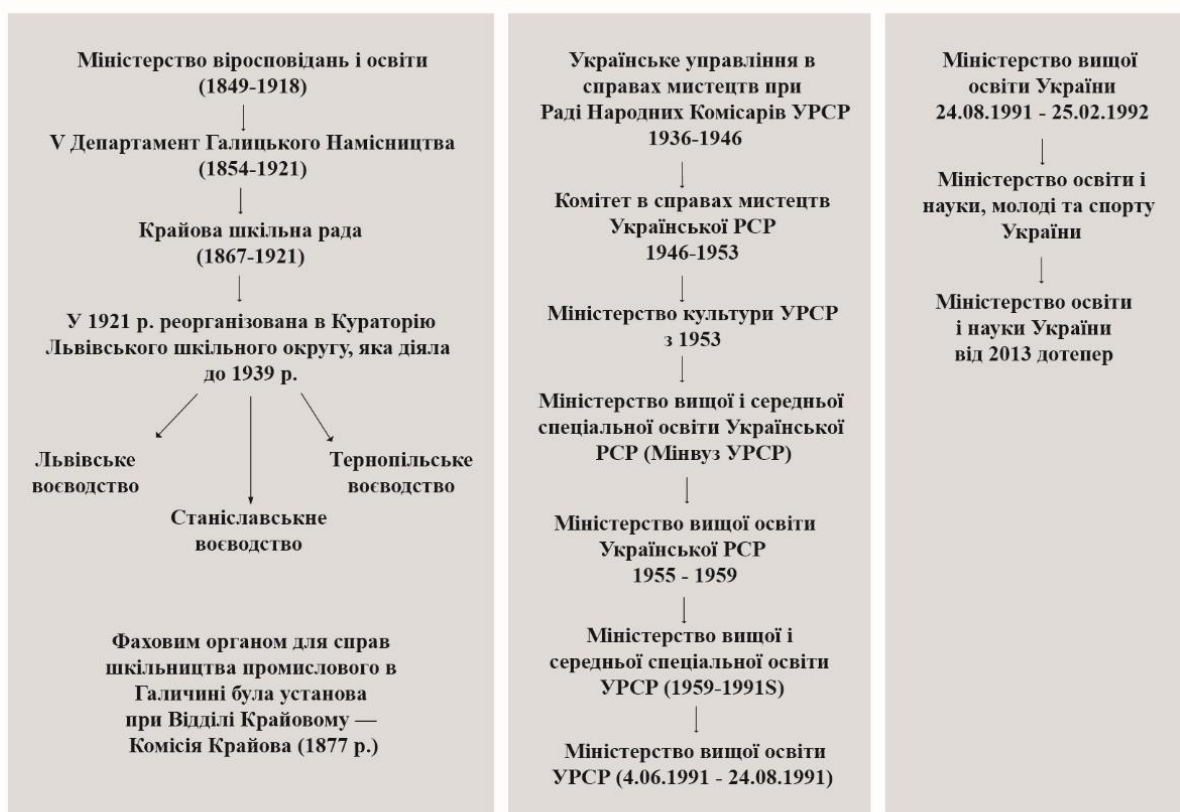 Міністерство віросповідань і освіти
(1849-1918)
V Департамент Галицького Намісництва
(1854-1921)
Крайова шкільна рада
(1867-1921)
У 1921 р. реорганізована в Кураторію
Львівського шкільного округу, яка діяла
до 1939 р.
Львівське
воєводство
Тернопільське
воєводство
Станіславськне
воєводство
Фаховим органом для справ
шкільництва промислового в
Галичині була установа
при Відділі Крайовому —
Комісія Крайова (1877 р.)
Українське управління в
справах мистецтв при
Раді Народних Комісарів УРСР
1936-1946
Комітет в справах мистецтв
Української РСР
1946-1953
Міністерство культури УРСР
з 1953
Міністерство вищої і середньої
спеціальної освіти Української
РСР (Мінвуз УРСР)
Міністерство вищої освіти
Української РСР
1955 - 1959
Міністерство вищої і
середньої спеціальної освіти
УРСР (1959-1991S)
Міністерство вищої освіти
УРСР (4.06.1991 - 24.08.1991)
Міністерство вищої
освіти України
24.08.1991 - 25.02.1992
Міністерство освіти і
науки, молоді та спорту
України
Міністерство освіти
і науки України
від 2013 дотепер